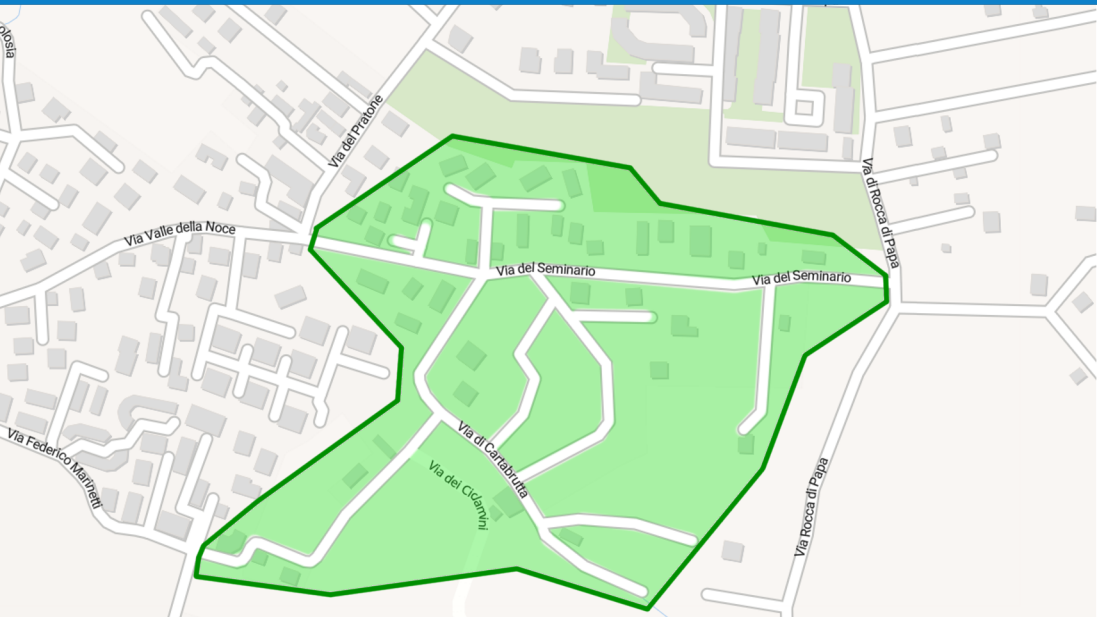 Via del Pratone
Via di Rocca di Papa
Via Valle della Noce
Via del Seminario
Via del Seminario
Via Federico Marinetti
Via di Cartabrutta
Via dei Ciclamini
Via Rocca di Papa